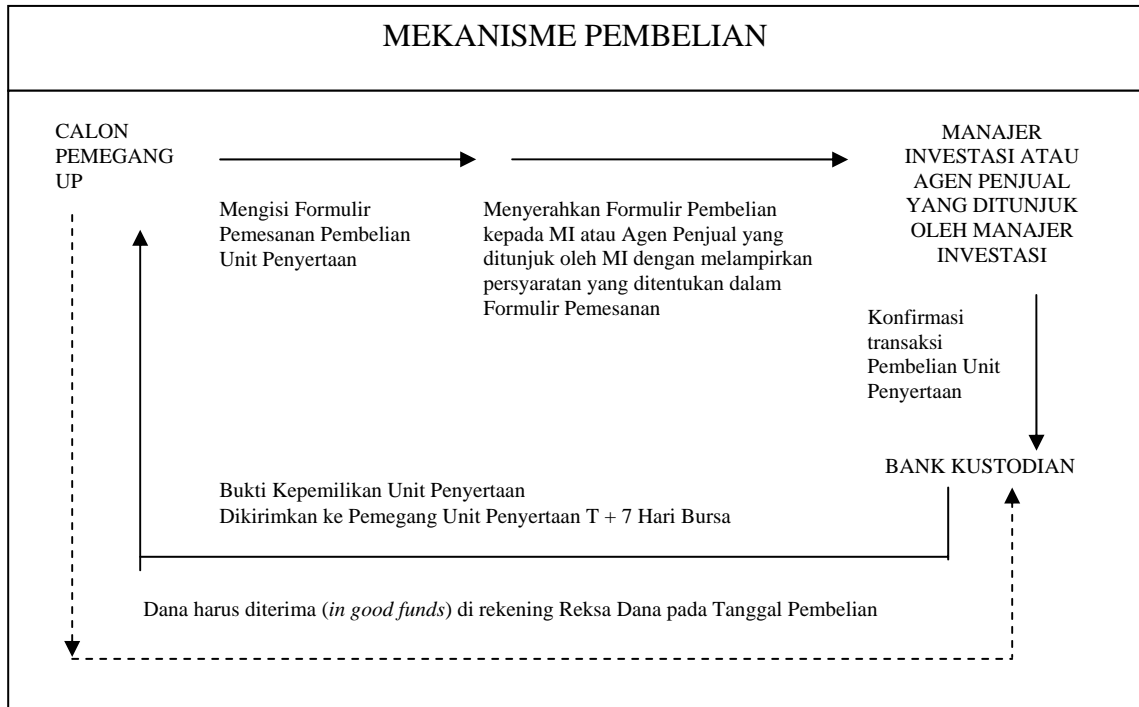 MEKANISME PEMBELIAN
CALON
PEMEGANG
UP
Mengisi Formulir
Pemesanan Pembelian
Unit Penyertaan
Menyerahkan Formulir Pembelian
kepada MI atau Agen Penjual yang
ditunjuk oleh MI dengan melampirkan
persyaratan yang ditentukan dalam
Formulir Pemesanan
MANAJER
INVESTASI ATAU
AGEN PENJUAL
YANG DITUNJUK
OLEH MANAJER
INVESTASI
Konfirmasi
transaksi
Pembelian Unit
Penyertaan
BANK KUSTODIAN
Bukti Kepemilikan Unit Penyertaan
Dikirimkan ke Pemegang Unit Penyertaan T + 7 Hari Bursa
Dana harus diterima (in good funds) di rekening Reksa Dana pada Tanggal Pembelian